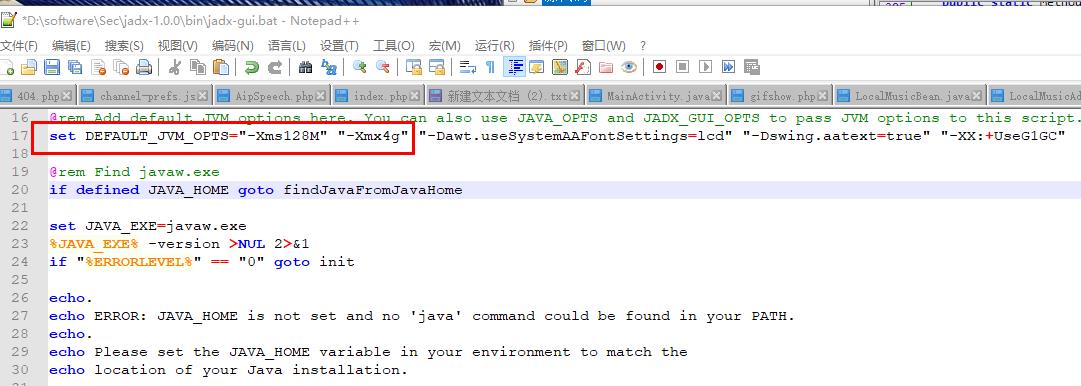 *D:\software\Sec\jadx-1.0.0\bin\jadx-gui.bat - Notepad++
文件(F) 编辑(E) 搜索(S) 视图(V) 编码(N) 语言(L) 设置(T) 工具(O) 宏(M) 运行(R) 插件(P) 窗口(W) ?
404.php channel-prefs.js AipSpeech.php index.php 新建文本文档 (2).txt MainActivity.java gifshow.php LocalMusicBean.java LocalMusicAd
16 @rem Add default JVM options here. You can also use JAVA_OPTS and JADX_GUI_OPTS to pass JVM options to this script.
17 set DEFAULT_JVM_OPTS="-Xms128M" "-Xmx4g" "-Dawt.useSystemAAFontSettings=lcd" "-Dswing.aatext=true" "-XX:+UseG1GC"
18
19 @rem Find javaw.exe
20 if defined JAVA_HOME goto findJavaFromJavaHome
21
22 set JAVA_EXE=javaw.exe
23 %JAVA_EXE% -version >NUL 2>&1
24 if "%ERRORLEVEL%" == "0" goto init
25
26 echo.
27 echo ERROR: JAVA_HOME is not set and no 'java' command could be found in your PATH.
28 echo.
29 echo Please set the JAVA_HOME variable in your environment to match the
30 echo location of your Java installation.